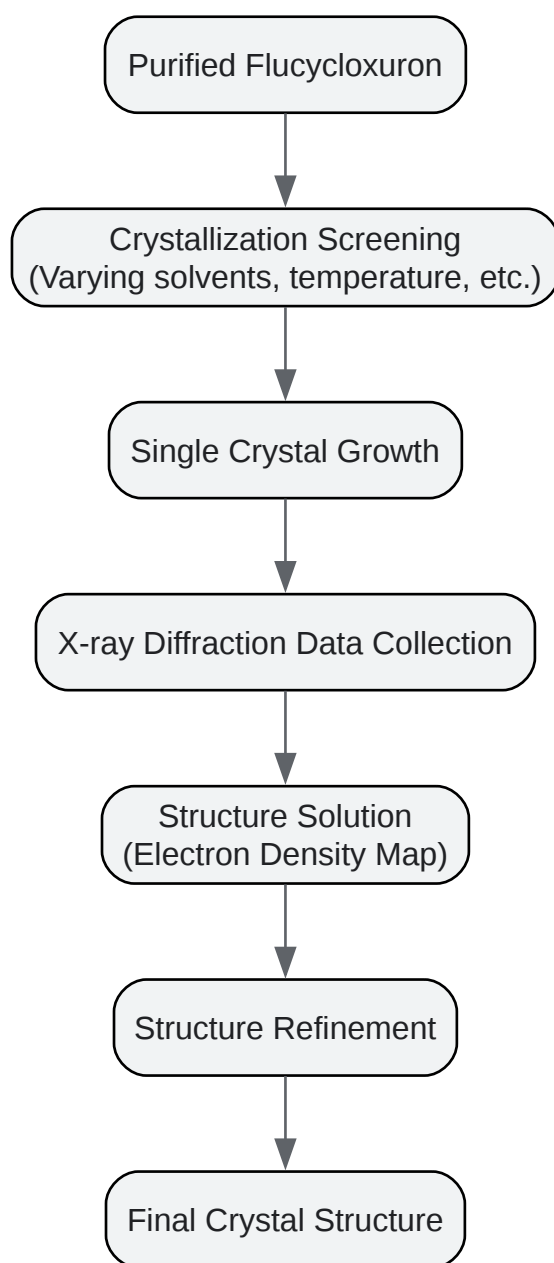 Purified Flucycloxuron
Crystallization Screening
(Varying solvents, temperature, etc.)
Single Crystal Growth
X-ray Diffraction Data Collection
Structure Solution
(Electron Density Map)
Structure Refinement
Final Crystal Structure